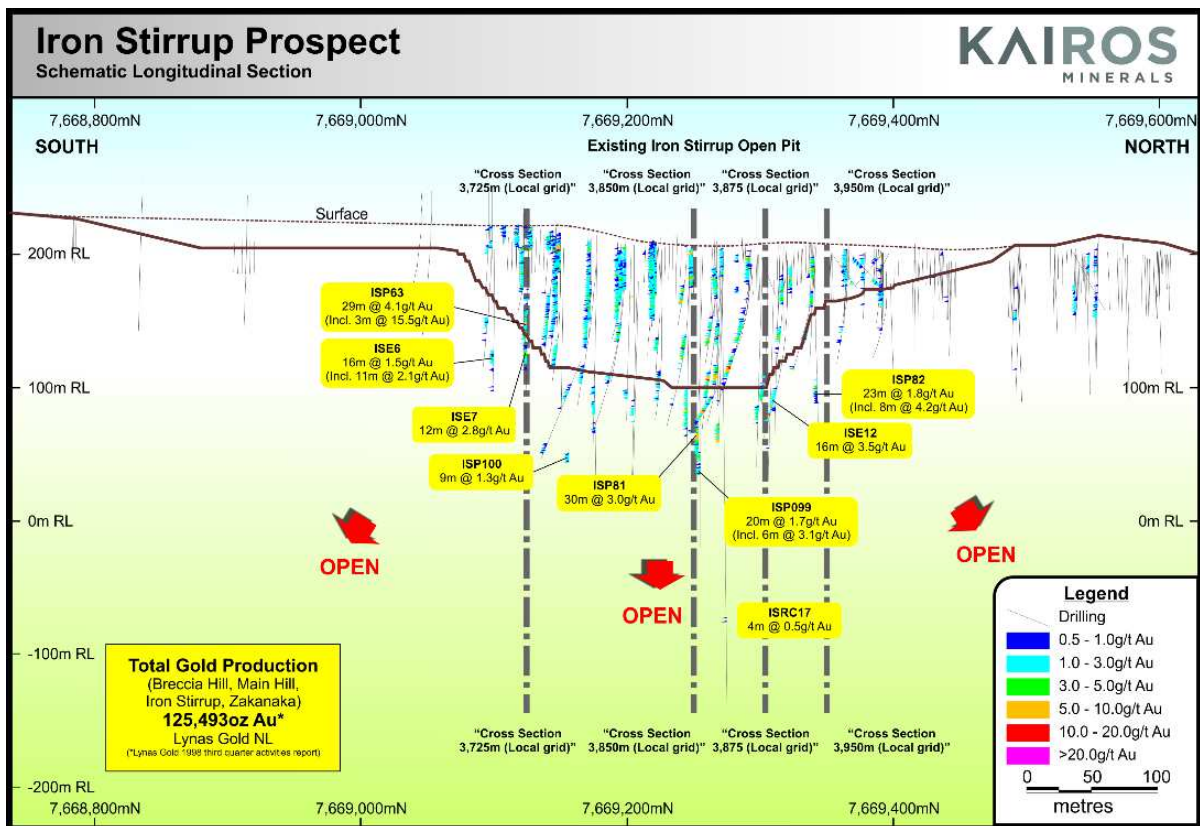 Iron Stirrup Prospect
Schematic Longitudinal Section
KAIROS
MINERALS
7,668,800mN
7,669,000mN
7,669,200mN
7,669,400mN
7,669,600mN
SOUTH
Existing Iron Stirrup Open Pit
NORTH
"Cross Section
3,725m (Local grid)"
"Cross Section
3,850m (Local grid)"
"Cross Section
3,875 (Local grid)"
"Cross Section
3,950m (Local grid)"
Surface
200m RL
200m RL
ISP63
29m @ 4.1g/t Au
(Incl. 3m @ 15.5g/t Au)
ISE6
16m @ 1.5g/t Au
(Incl. 11m @ 2.1g/t Au)
100m RL
100m RL
ISP82
23m @ 1.8g/t Au
(Incl. 8m @ 4.2g/t Au)
ISE7
12m @ 2.8g/t Au
ISE12
16m @ 3.5g/t Au
ISP100
9m @ 1.3g/t Au
ISP81
30m @ 3.0g/t Au
ISP099
20m @ 1.7g/t Au
(Incl. 6m @ 3.1g/t Au)
0m RL
0m RL
OPEN
OPEN
OPEN
ISRC17
4m @ 0.5g/t Au
-100m RL
Total Gold Production
(Breccia Hill, Main Hill,
Iron Stirrup, Zakanaka)
125,493oz Au*
Lynas Gold NL
(*Lynas Gold 1998 third quarter activities report)
"Cross Section
3,725m (Local grid)"
"Cross Section
3,850m (Local grid)"
"Cross Section
3,875 (Local grid)"
"Cross Section
3,950m (Local grid)"
-200m RL
7,668,800mN
7,669,000mN
7,669,200mN
7,669,400mN
Legend
Drilling
0.5 - 1.0g/t Au
1.0 - 3.0g/t Au
3.0 - 5.0g/t Au
5.0 - 10.0g/t Au
10.0 - 20.0g/t Au
>20.0g/t Au
0 50 100
metres